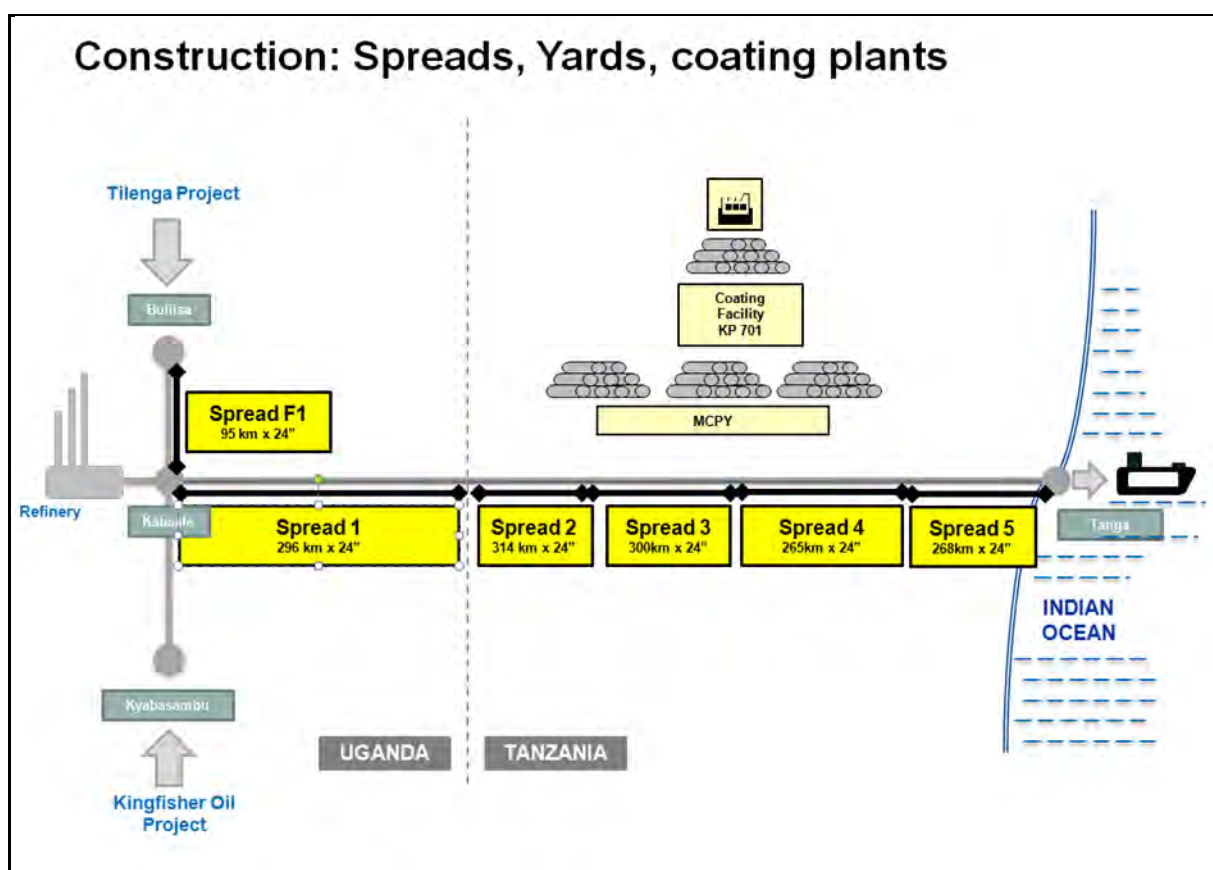 Construction: Spreads, Yards, coating plants
Tilenga Project
Buliisa
Coating
Facility
KP 701
MCPY
Spread F1
95 km x 24”
Refinery
Kabaale
Spread 1
296 km x 24”
Spread 2
314 km x 24”
Spread 3
300km x 24”
Spread 4
265km x 24”
Spread 5
268km x 24”
Tanga
INDIAN
OCEAN
Kyabasambu
UGANDA
TANZANIA
Kingfisher Oil
Project